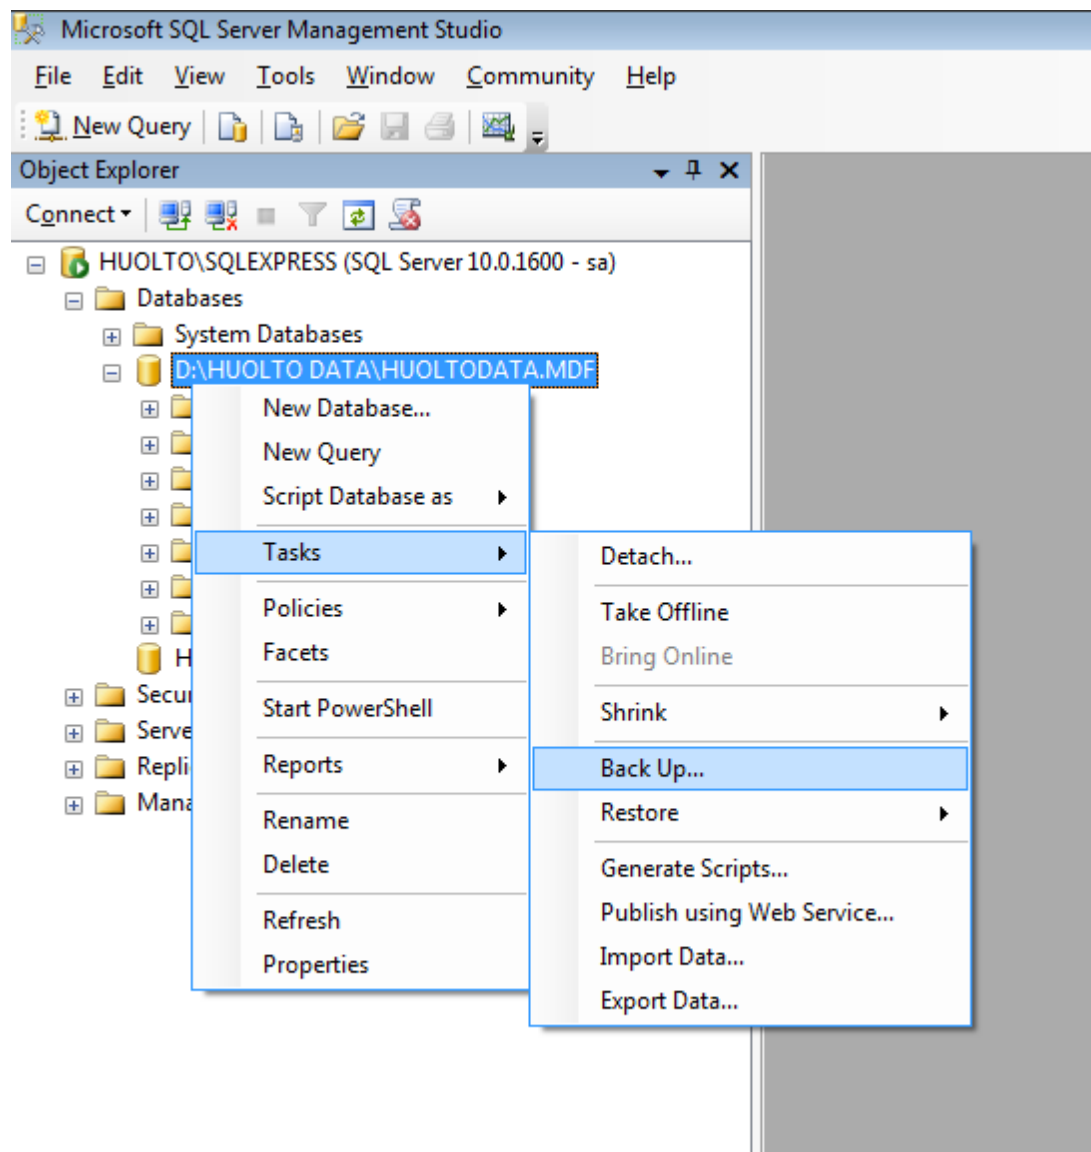 Microsoft SQL Server Management Studio
File Edit View Tools Window Community Help
New Query
Object Explorer
Connect
HUOLTO\SQLEXPRESS (SQL Server 10.0.1600 - sa)
Databases
System Databases
D:\HUOLTO DATA\HUOLTODATA.MDF
New Database...
New Query
Script Database as
Tasks
Policies
Facets
Start PowerShell
Reports
Rename
Delete
Refresh
Properties
Detach...
Take Offline
Bring Online
Shrink
Back Up...
Restore
Generate Scripts...
Publish using Web Service...
Import Data...
Export Data...